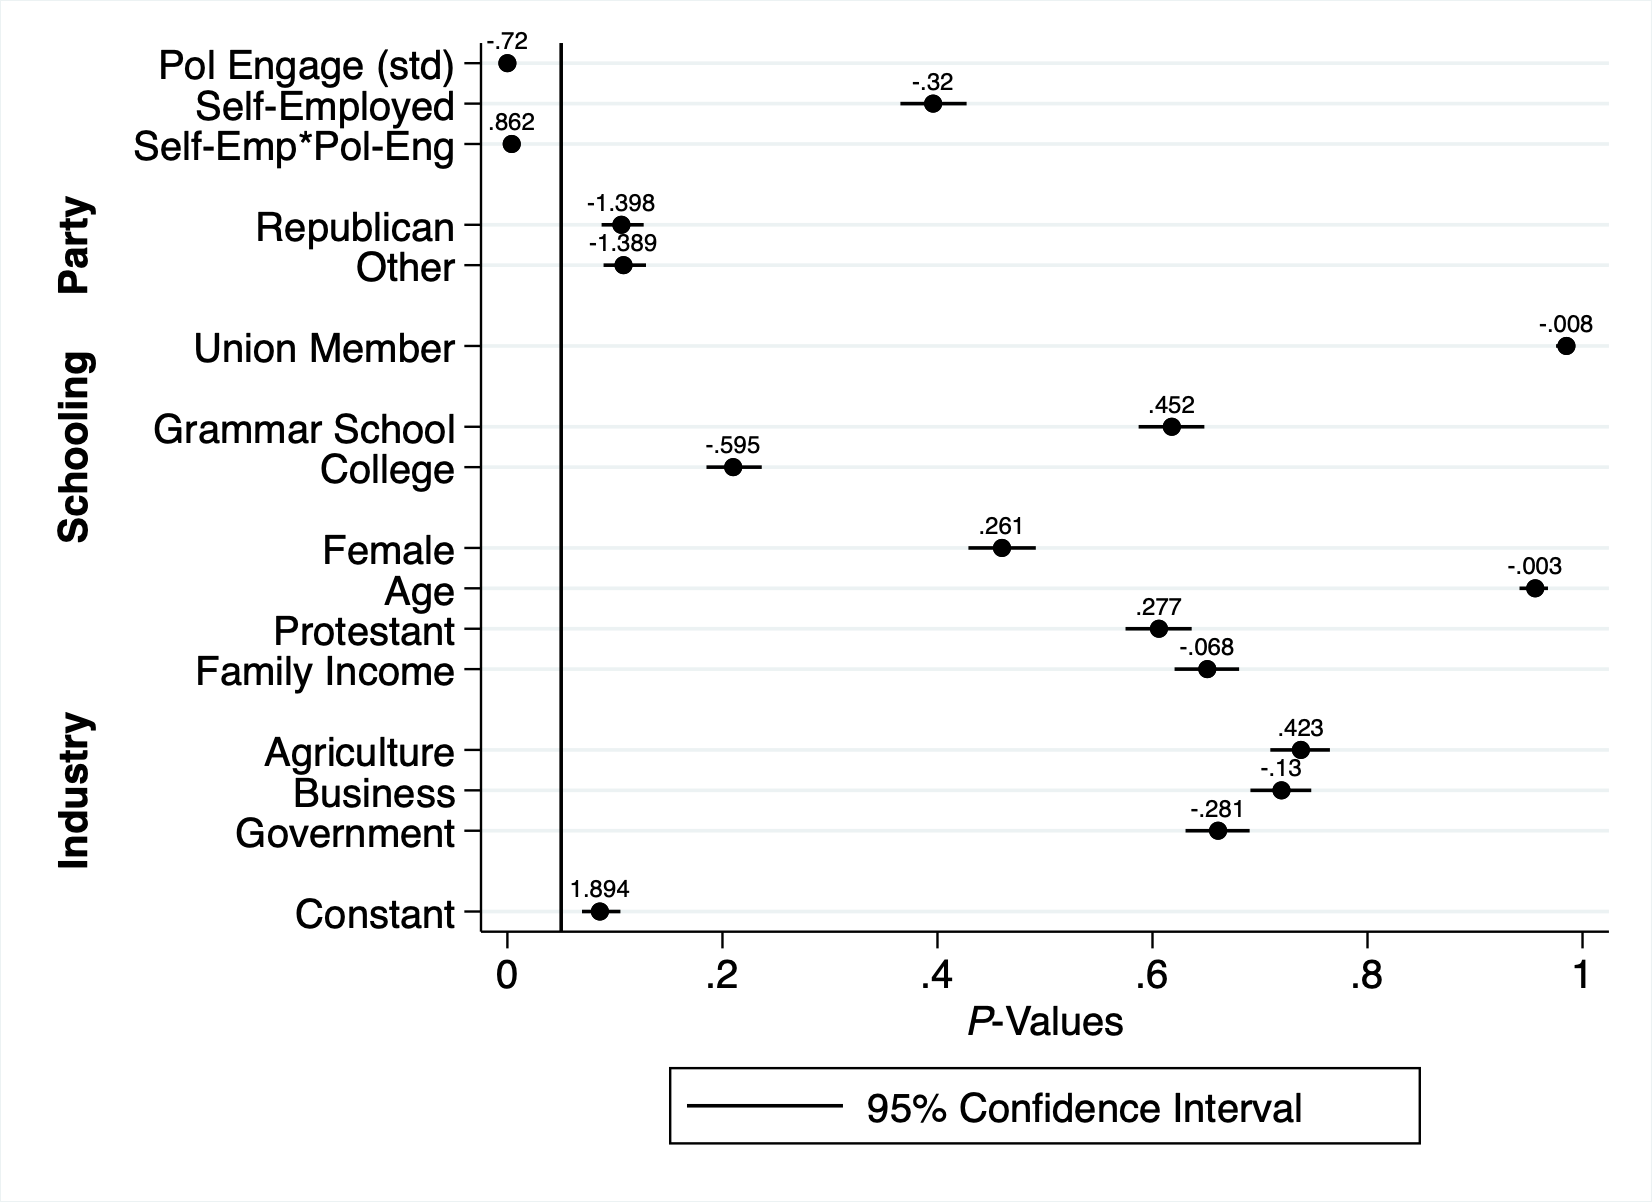 -.72
Pol Engage (std)
-.32
Self-Employed
.862
Self-Emp*Pol-Eng
Party
-1.398
Republican
-1.389
Other
-.008
Union Member
Schooling
.452
Grammar School
-.595
College
.261
Female
-.003
Age
.277
Protestant
-.068
Family Income
Industry
.423
Agriculture
-.13
Business
-.281
Government
1.894
Constant
0 .2 .4 .6 .8 1
P-Values
95% Confidence Interval